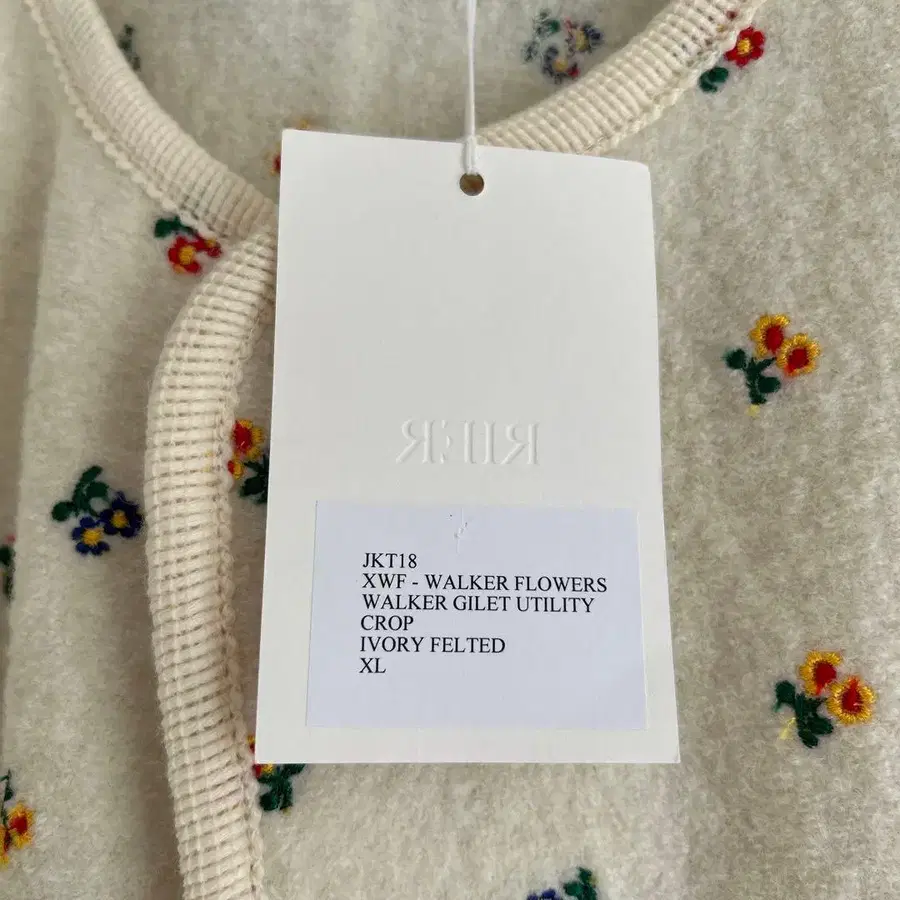 JKT18
XWF - WALKER FLOWERS
WALKER GILET UTILITY
CROP
IVORY FELTED
XL